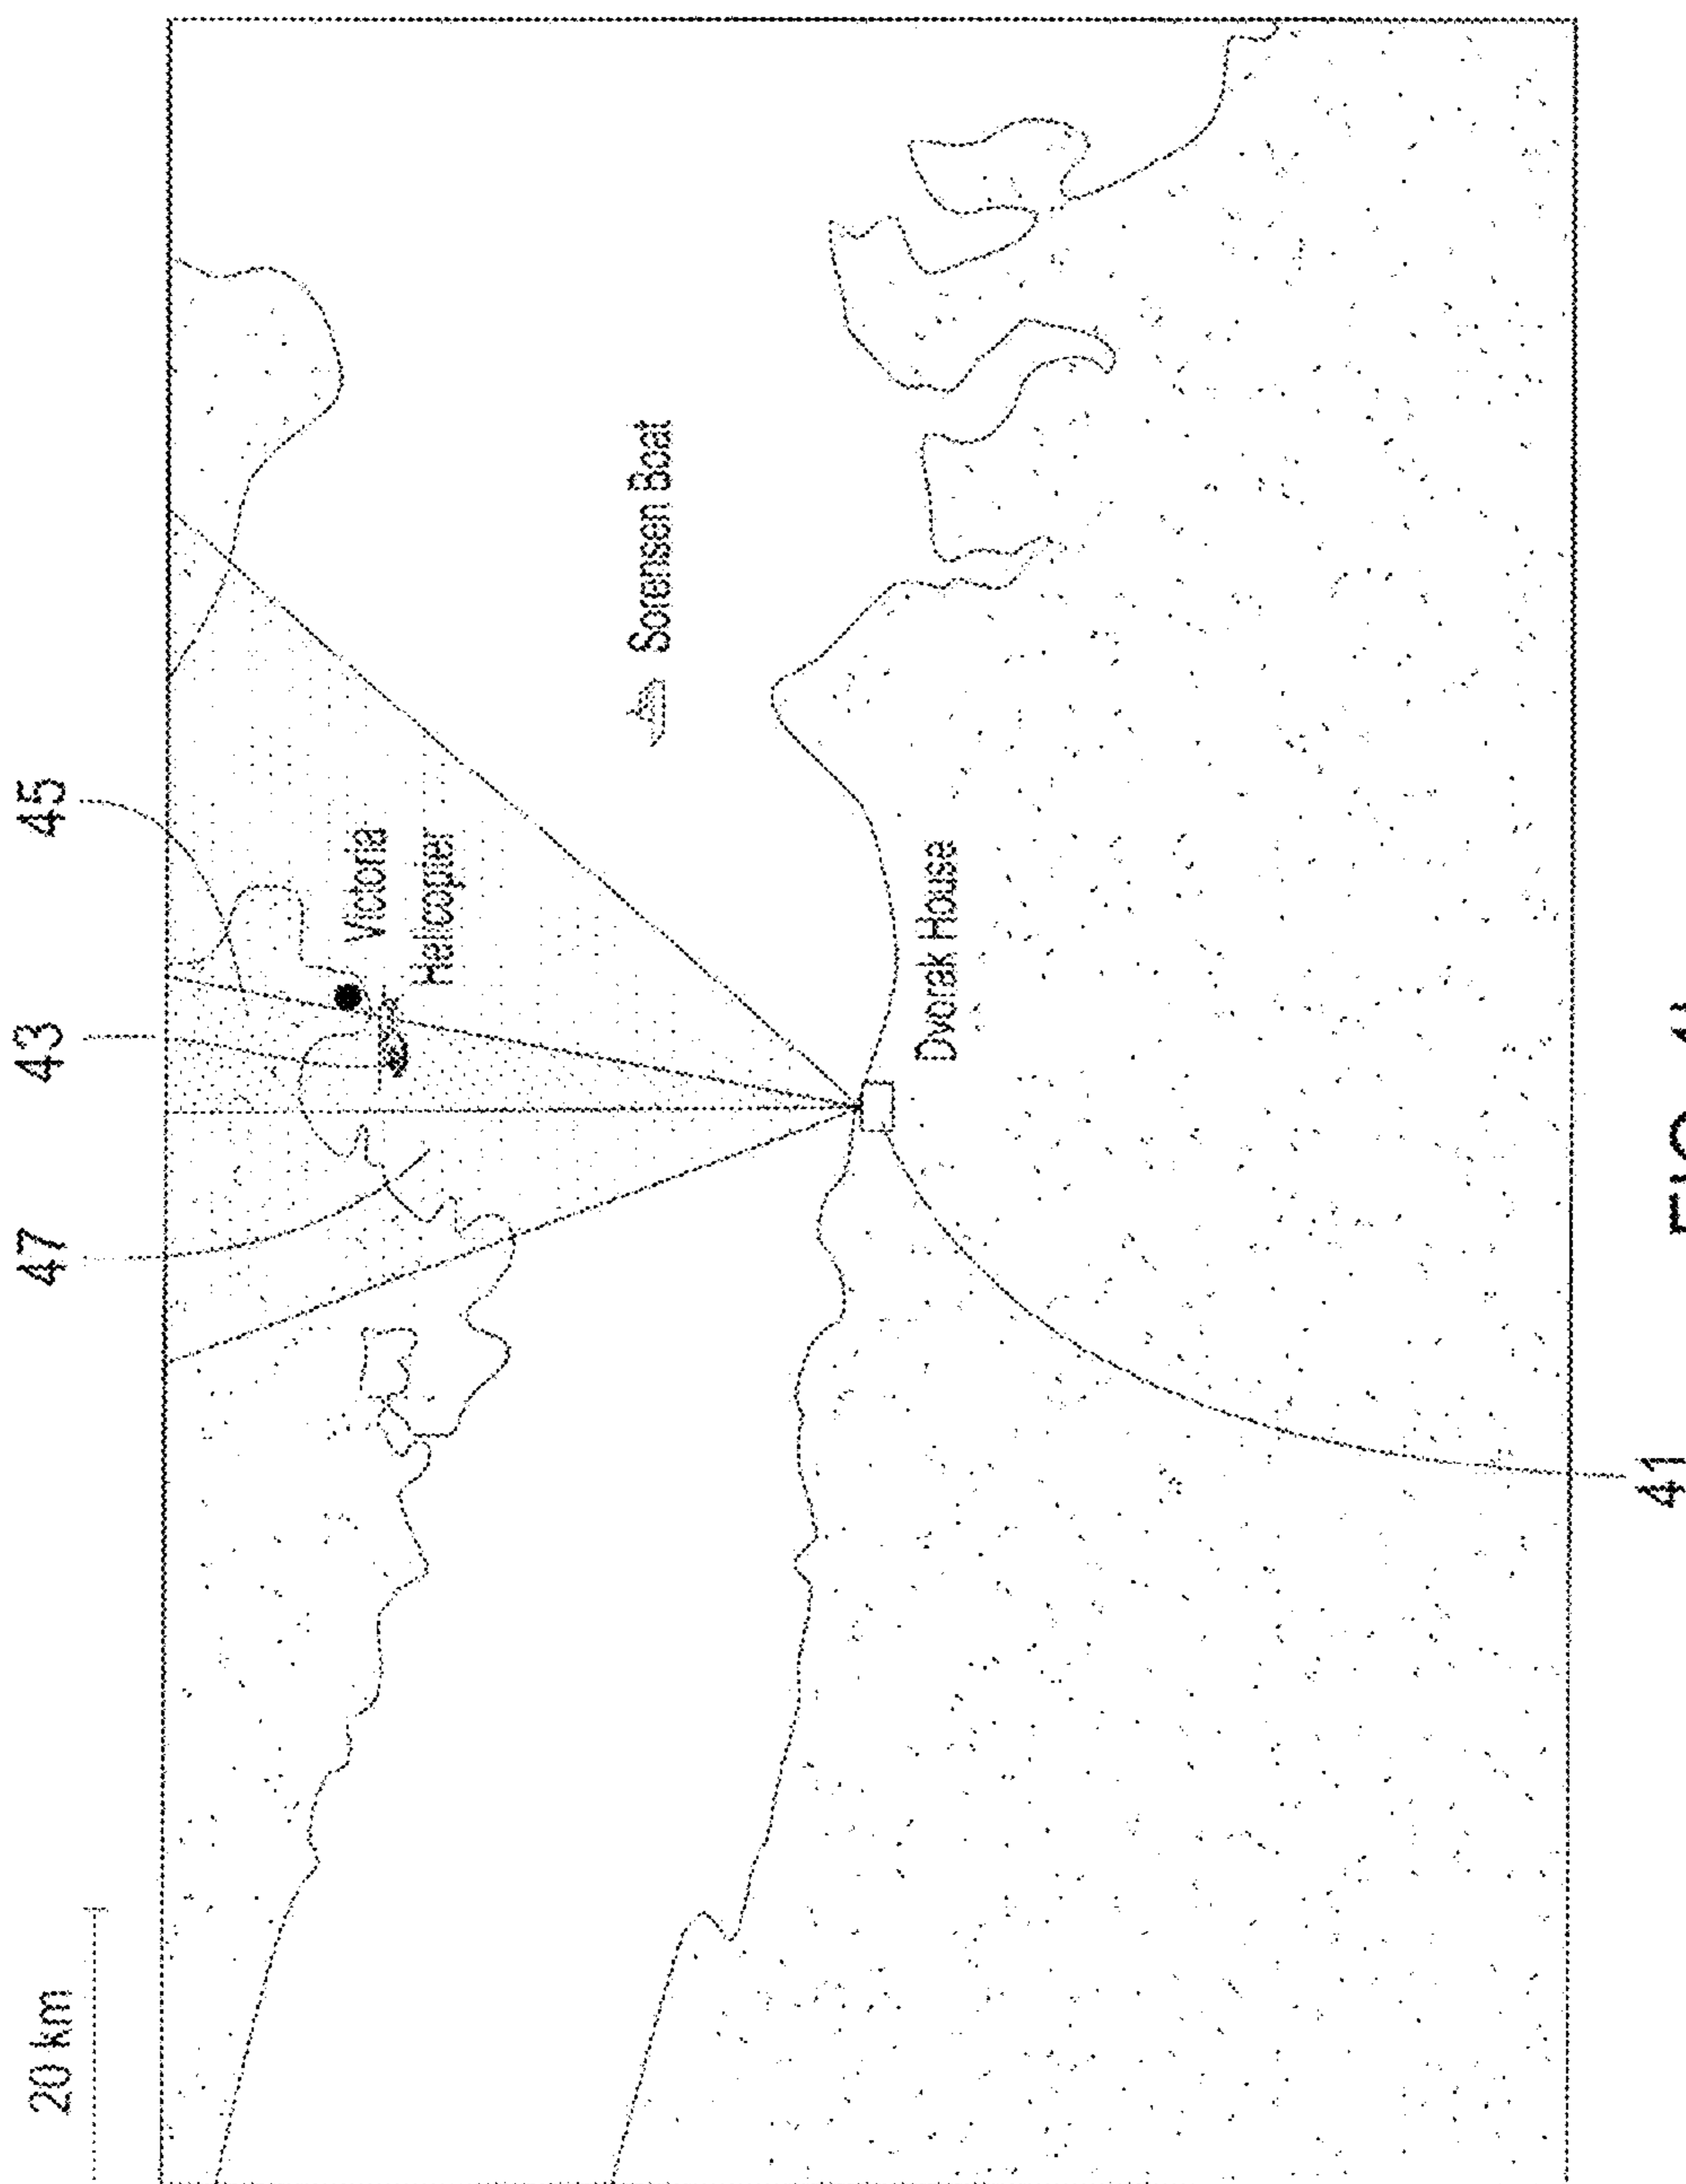 20 km
47
43
45
Victoria
Helicopter
Sorensen Boat
Dvorak House
41